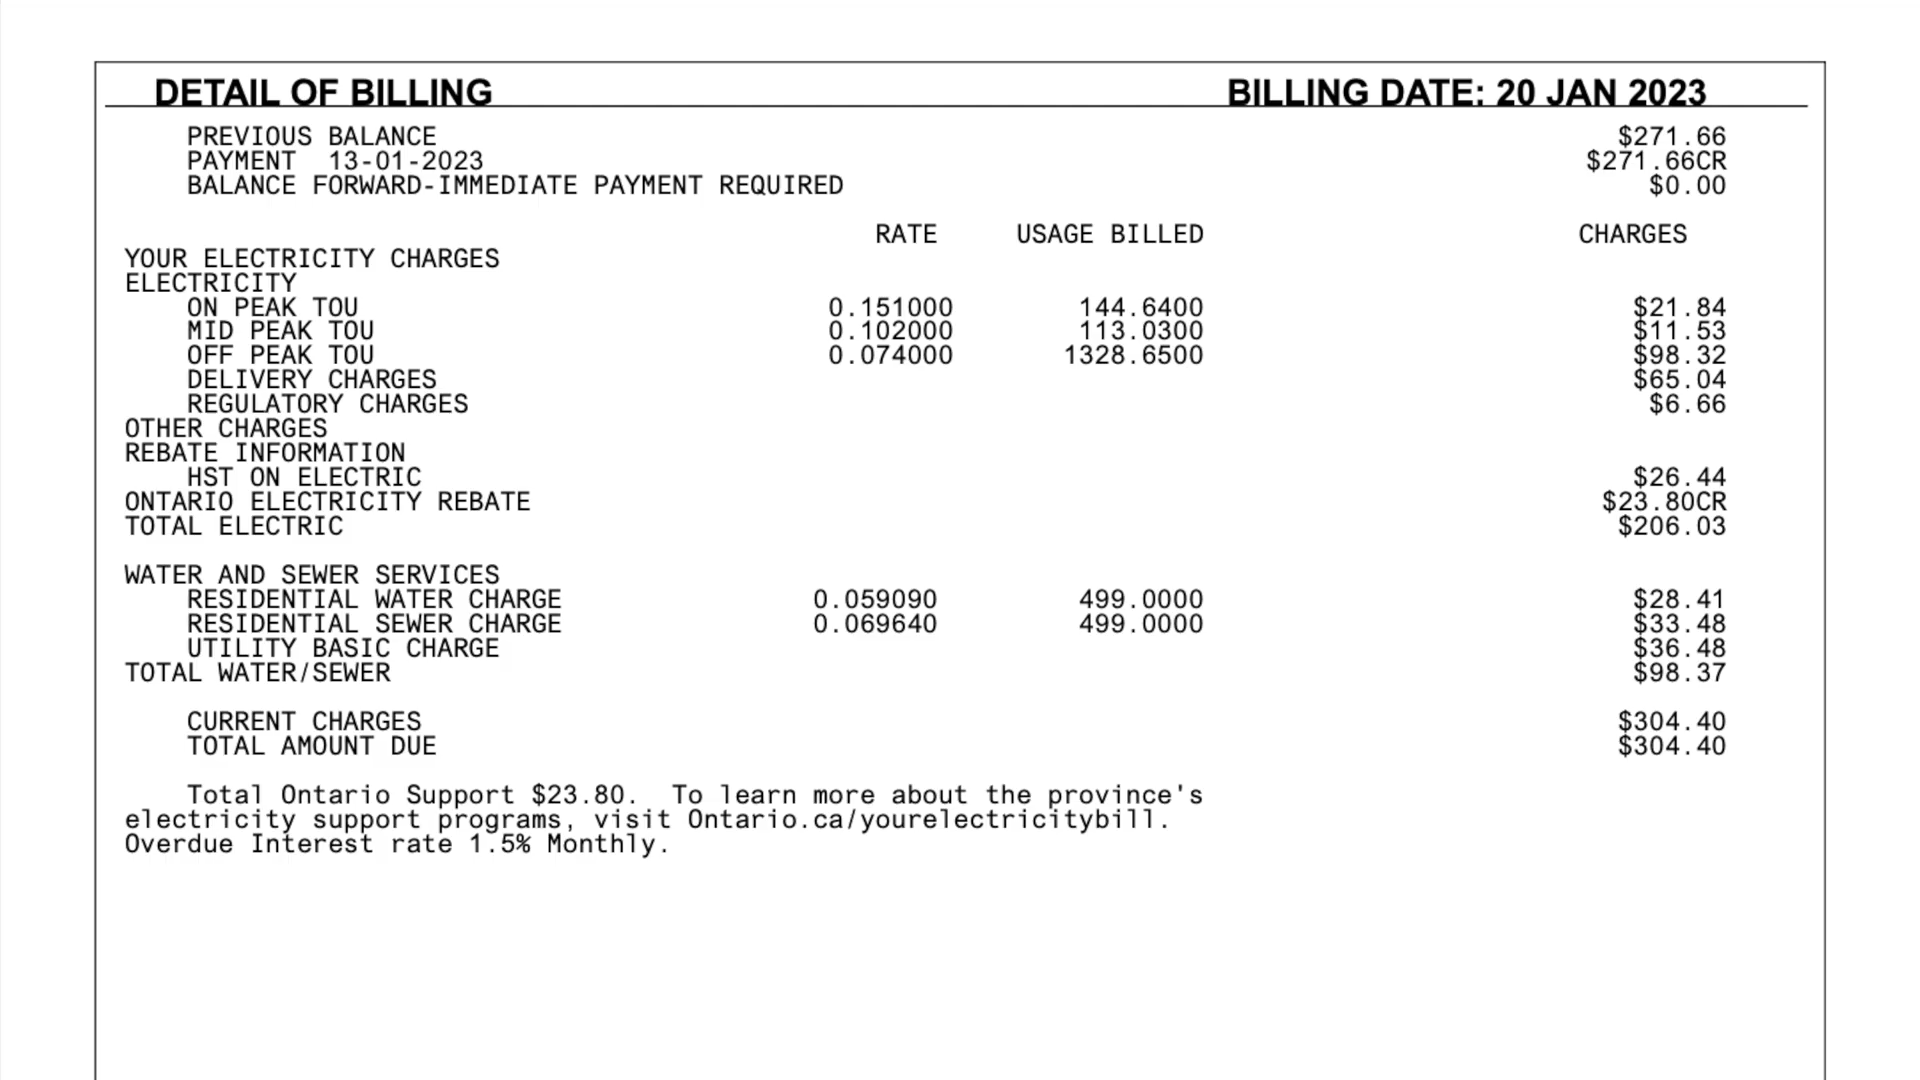 DETAIL OF BILLING BILLING DATE: 20 JAN 2023
PREVIOUS BALANCE $271.66
PAYMENT 13-01-2023 $271.66CR
BALANCE FORWARD-IMMEDIATE PAYMENT REQUIRED $0.00
RATE USAGE BILLED CHARGES
YOUR ELECTRICITY CHARGES
ELECTRICITY
ON PEAK TOU 0.151000 144.6400 $21.84
MID PEAK TOU 0.102000 113.0300 $11.53
OFF PEAK TOU 0.074000 1328.6500 $98.32
DELIVERY CHARGES $65.04
REGULATORY CHARGES $6.66
OTHER CHARGES
REBATE INFORMATION
HST ON ELECTRIC $26.44
ONTARIO ELECTRICITY REBATE $23.80CR
TOTAL ELECTRIC $206.03
WATER AND SEWER SERVICES
RESIDENTIAL WATER CHARGE 0.059090 499.0000 $28.41
RESIDENTIAL SEWER CHARGE 0.069640 499.0000 $33.48
UTILITY BASIC CHARGE $36.48
TOTAL WATER/SEWER $98.37
CURRENT CHARGES $304.40
TOTAL AMOUNT DUE $304.40
Total Ontario Support $23.80. To learn more about the province's
electricity support programs, visit Ontario.ca/yourelectricitybill.
Overdue Interest rate 1.5% Monthly.